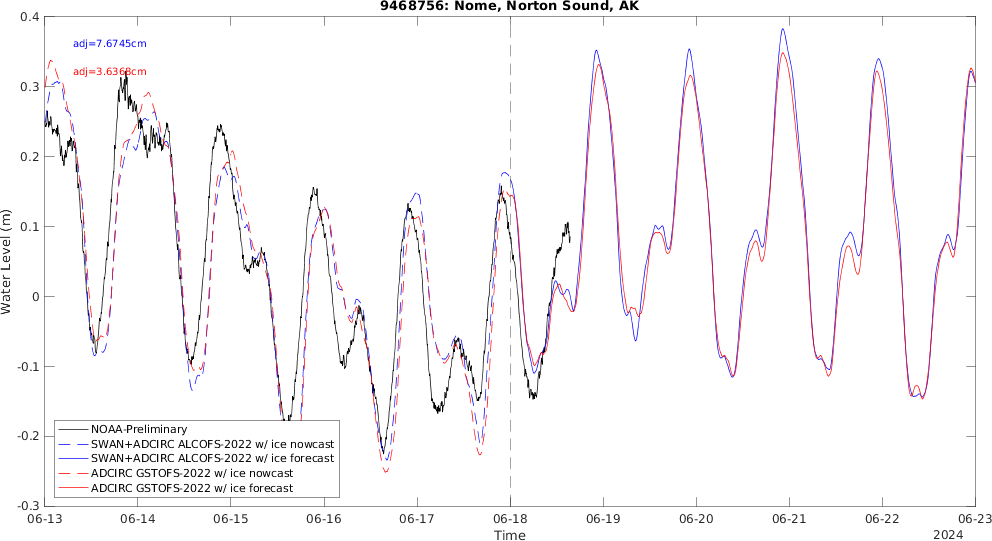 9468756: Nome, Norton Sound, AK
adj=7.6745cm
adj=3.6368cm
Water Level (m)
0.4
0.3
0.2
0.1
0
-0.1
-0.2
-0.3
NOAA-Preliminary
SWAN+ADCIRC ALCOFS-2022 w/ ice nowcast
SWAN+ADCIRC ALCOFS-2022 w/ ice forecast
ADCIRC GSTOFS-2022 w/ ice nowcast
ADCIRC GSTOFS-2022 w/ ice forecast
06-13 06-14 06-15 06-16 06-17 06-18 06-19 06-20 06-21 06-22 06-23
Time
2024